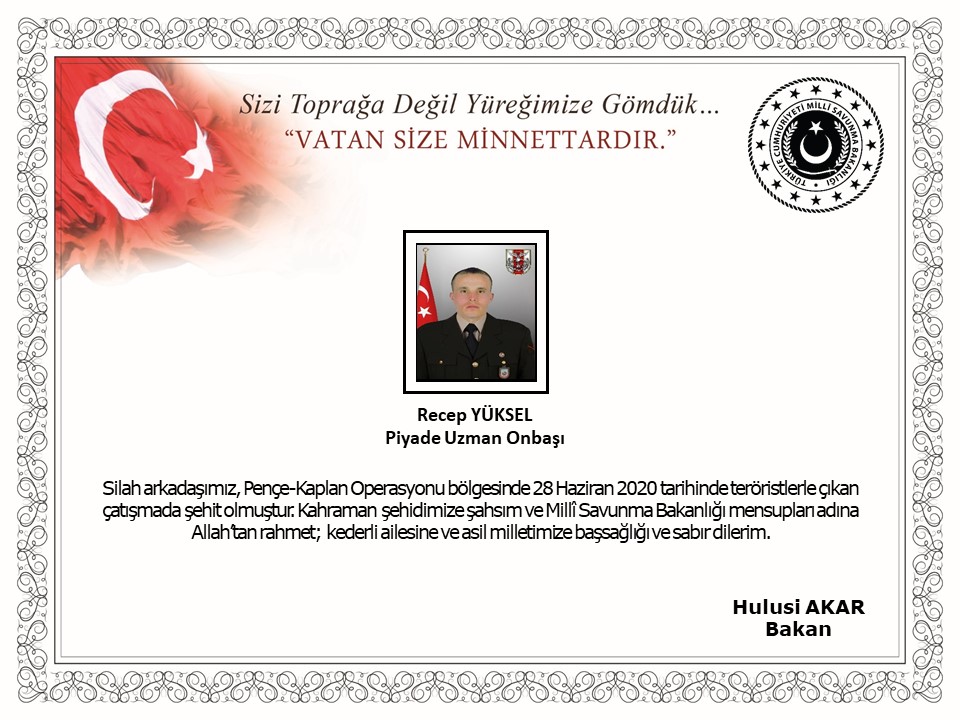 Sizi Toprağa Değil Yüreğimize Gömdük...
“VATAN SİZE MİNNETTARDIR.”
TÜRKİYE CUMHURİYETİ MİLLİ SAVUNMA BAKANLIĞI
Recep YÜKSEL
Piyade Uzman Onbaşı
Silah arkadaşımız, Pençe-Kaplan Operasyonu bölgesinde 28 Haziran 2020 tarihinde teröristlerle çıkan
çatışmada şehit olmuştur. Kahraman şehidimize şahsım ve Millî Savunma Bakanlığı mensupları adına
Allah’tan rahmet; kederli ailesine ve asil milletimize başsağlığı ve sabır dilerim.
Hulusi AKAR
Bakan